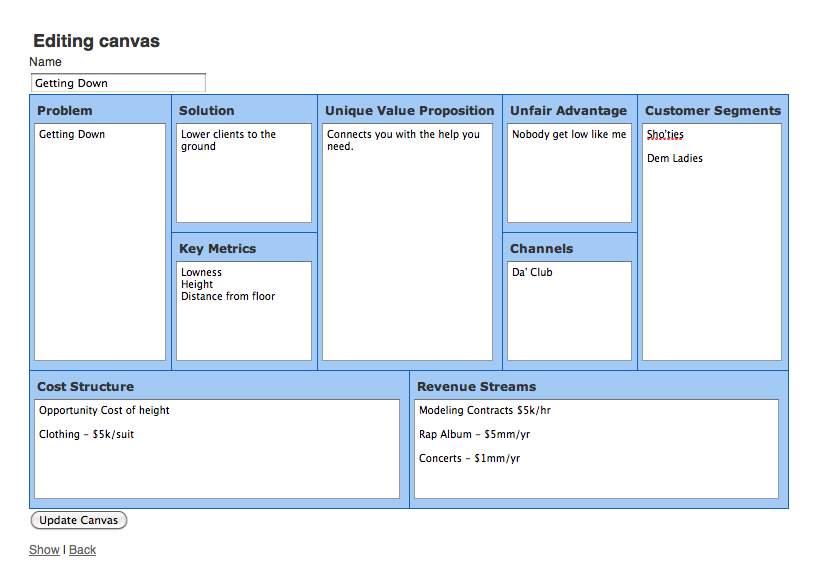 Editing canvas
Name
Getting Down
Problem
Getting Down
Solution
Lower clients to the
ground
Key Metrics
Lowness
Height
Distance from floor
Unique Value Proposition
Connects you with the help you
need.
Unfair Advantage
Nobody get low like me
Channels
Da' Club
Customer Segments
Sho'ties
Dem Ladies
Cost Structure
Opportunity Cost of height
Clothing – $5k/suit
Revenue Streams
Modeling Contracts $5k/hr
Rap Album – $5mm/yr
Concerts – $1mm/yr
Update Canvas
Show | Back